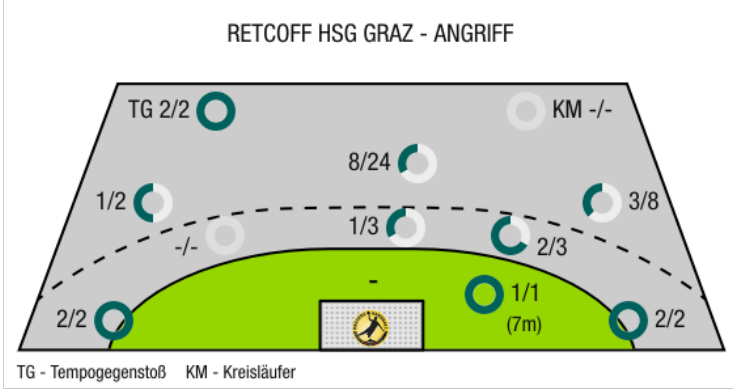 RETCOFF HSG GRAZ - ANGRIFF
TG 2/2
KM -/-
8/24
1/2
3/8
1/3
-/-
2/3
-
1/1
(7m)
2/2
2/2
TG - Tempogegenstoß KM - Kreisläufer